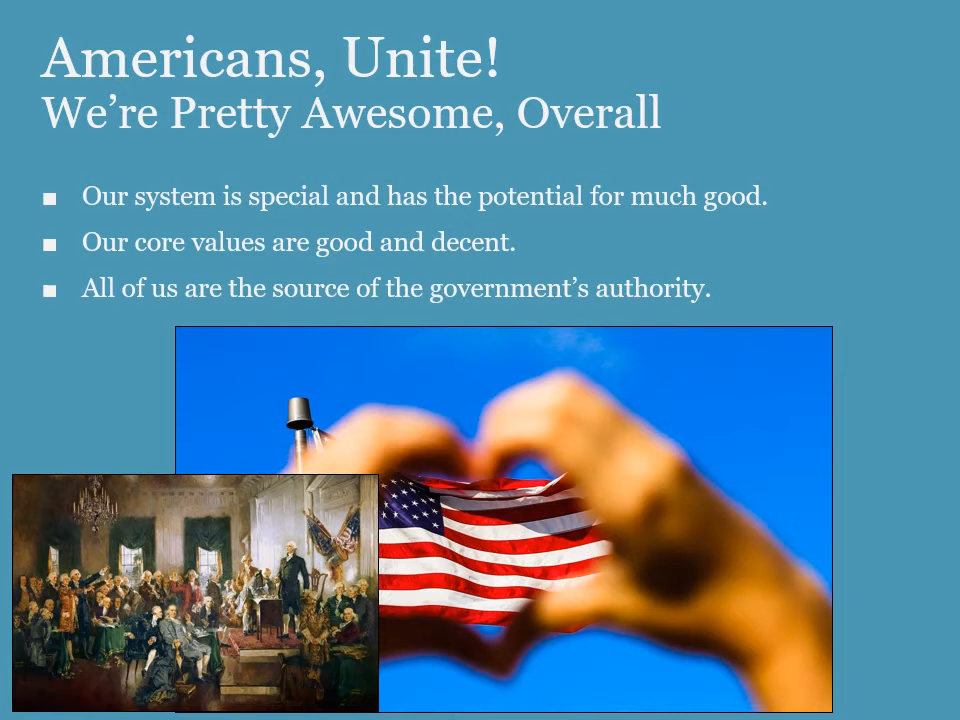 Americans, Unite!
We’re Pretty Awesome, Overall
■ Our system is special and has the potential for much good.
■ Our core values are good and decent.
■ All of us are the source of the government’s authority.